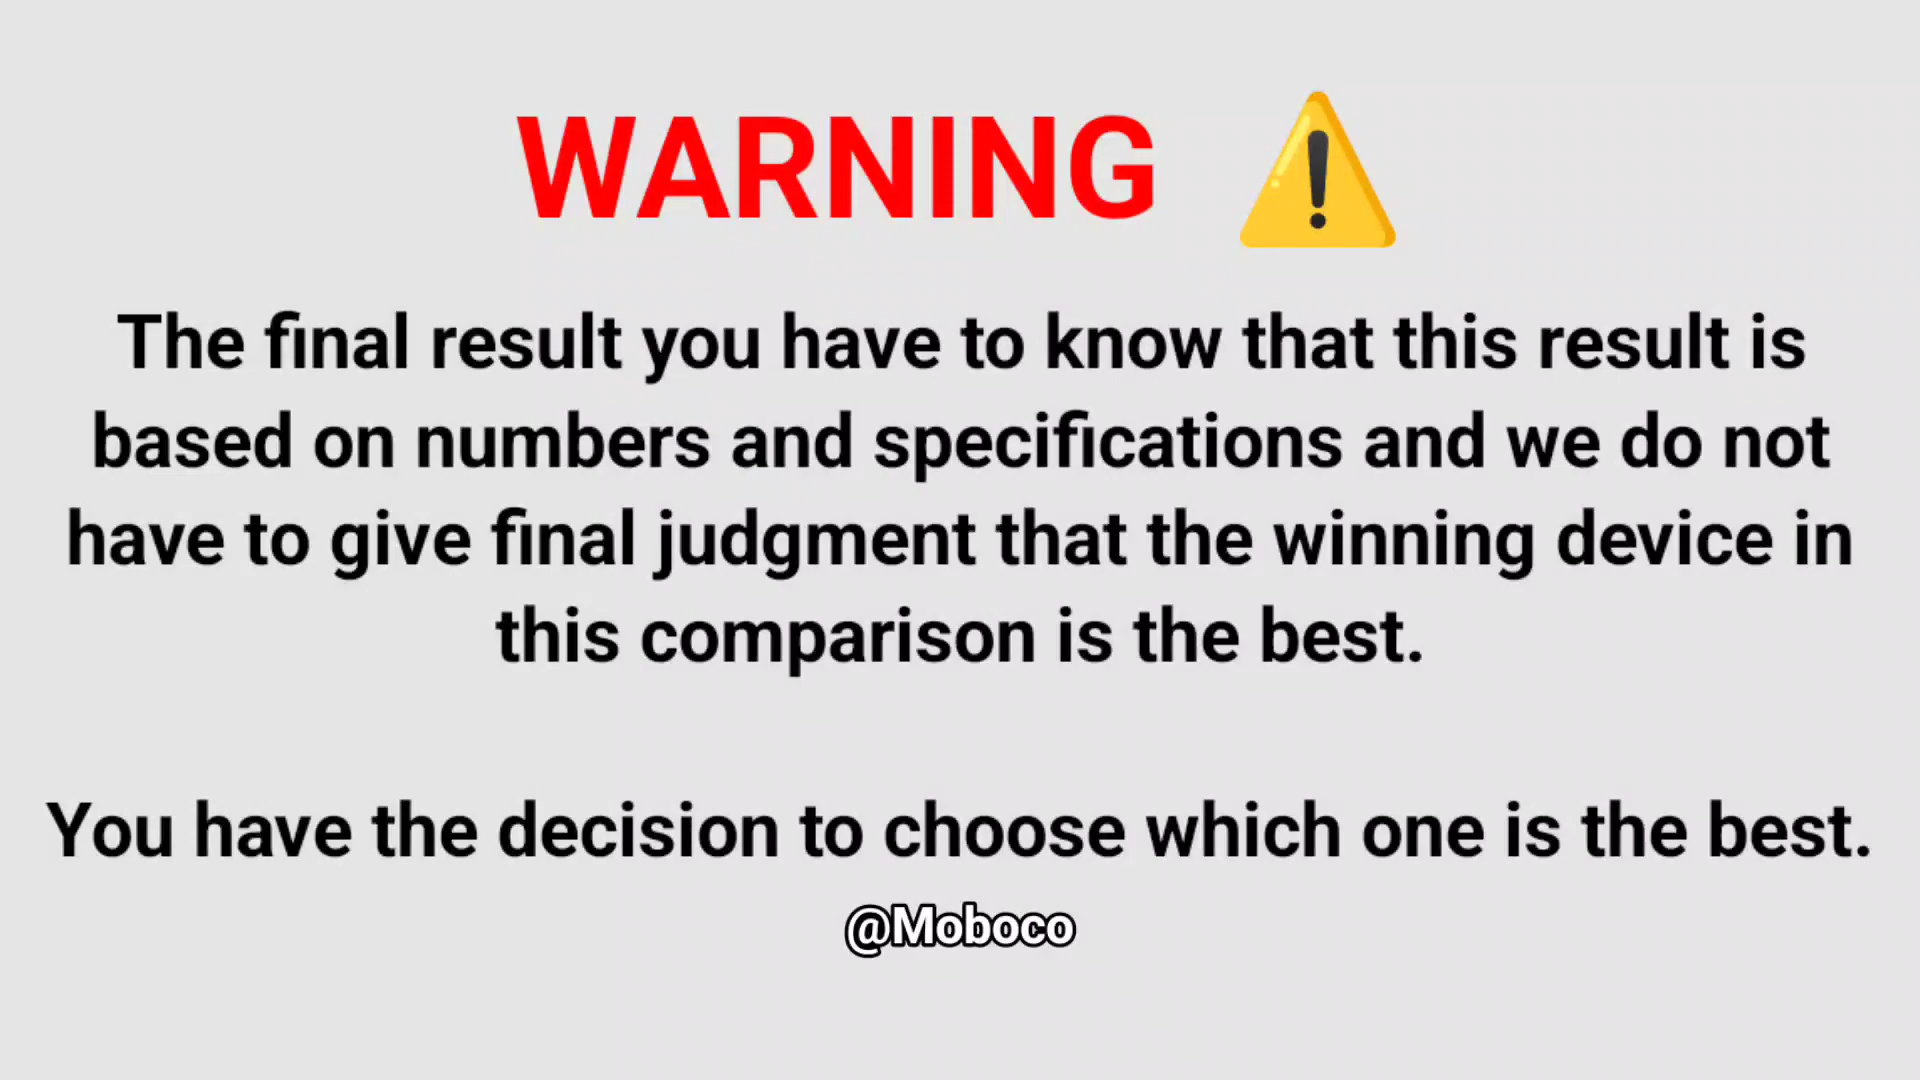 WARNING ⚠️
The final result you have to know that this result is
based on numbers and specifications and we do not
have to give final judgment that the winning device in
this comparison is the best.
You have the decision to choose which one is the best.
@Moboco